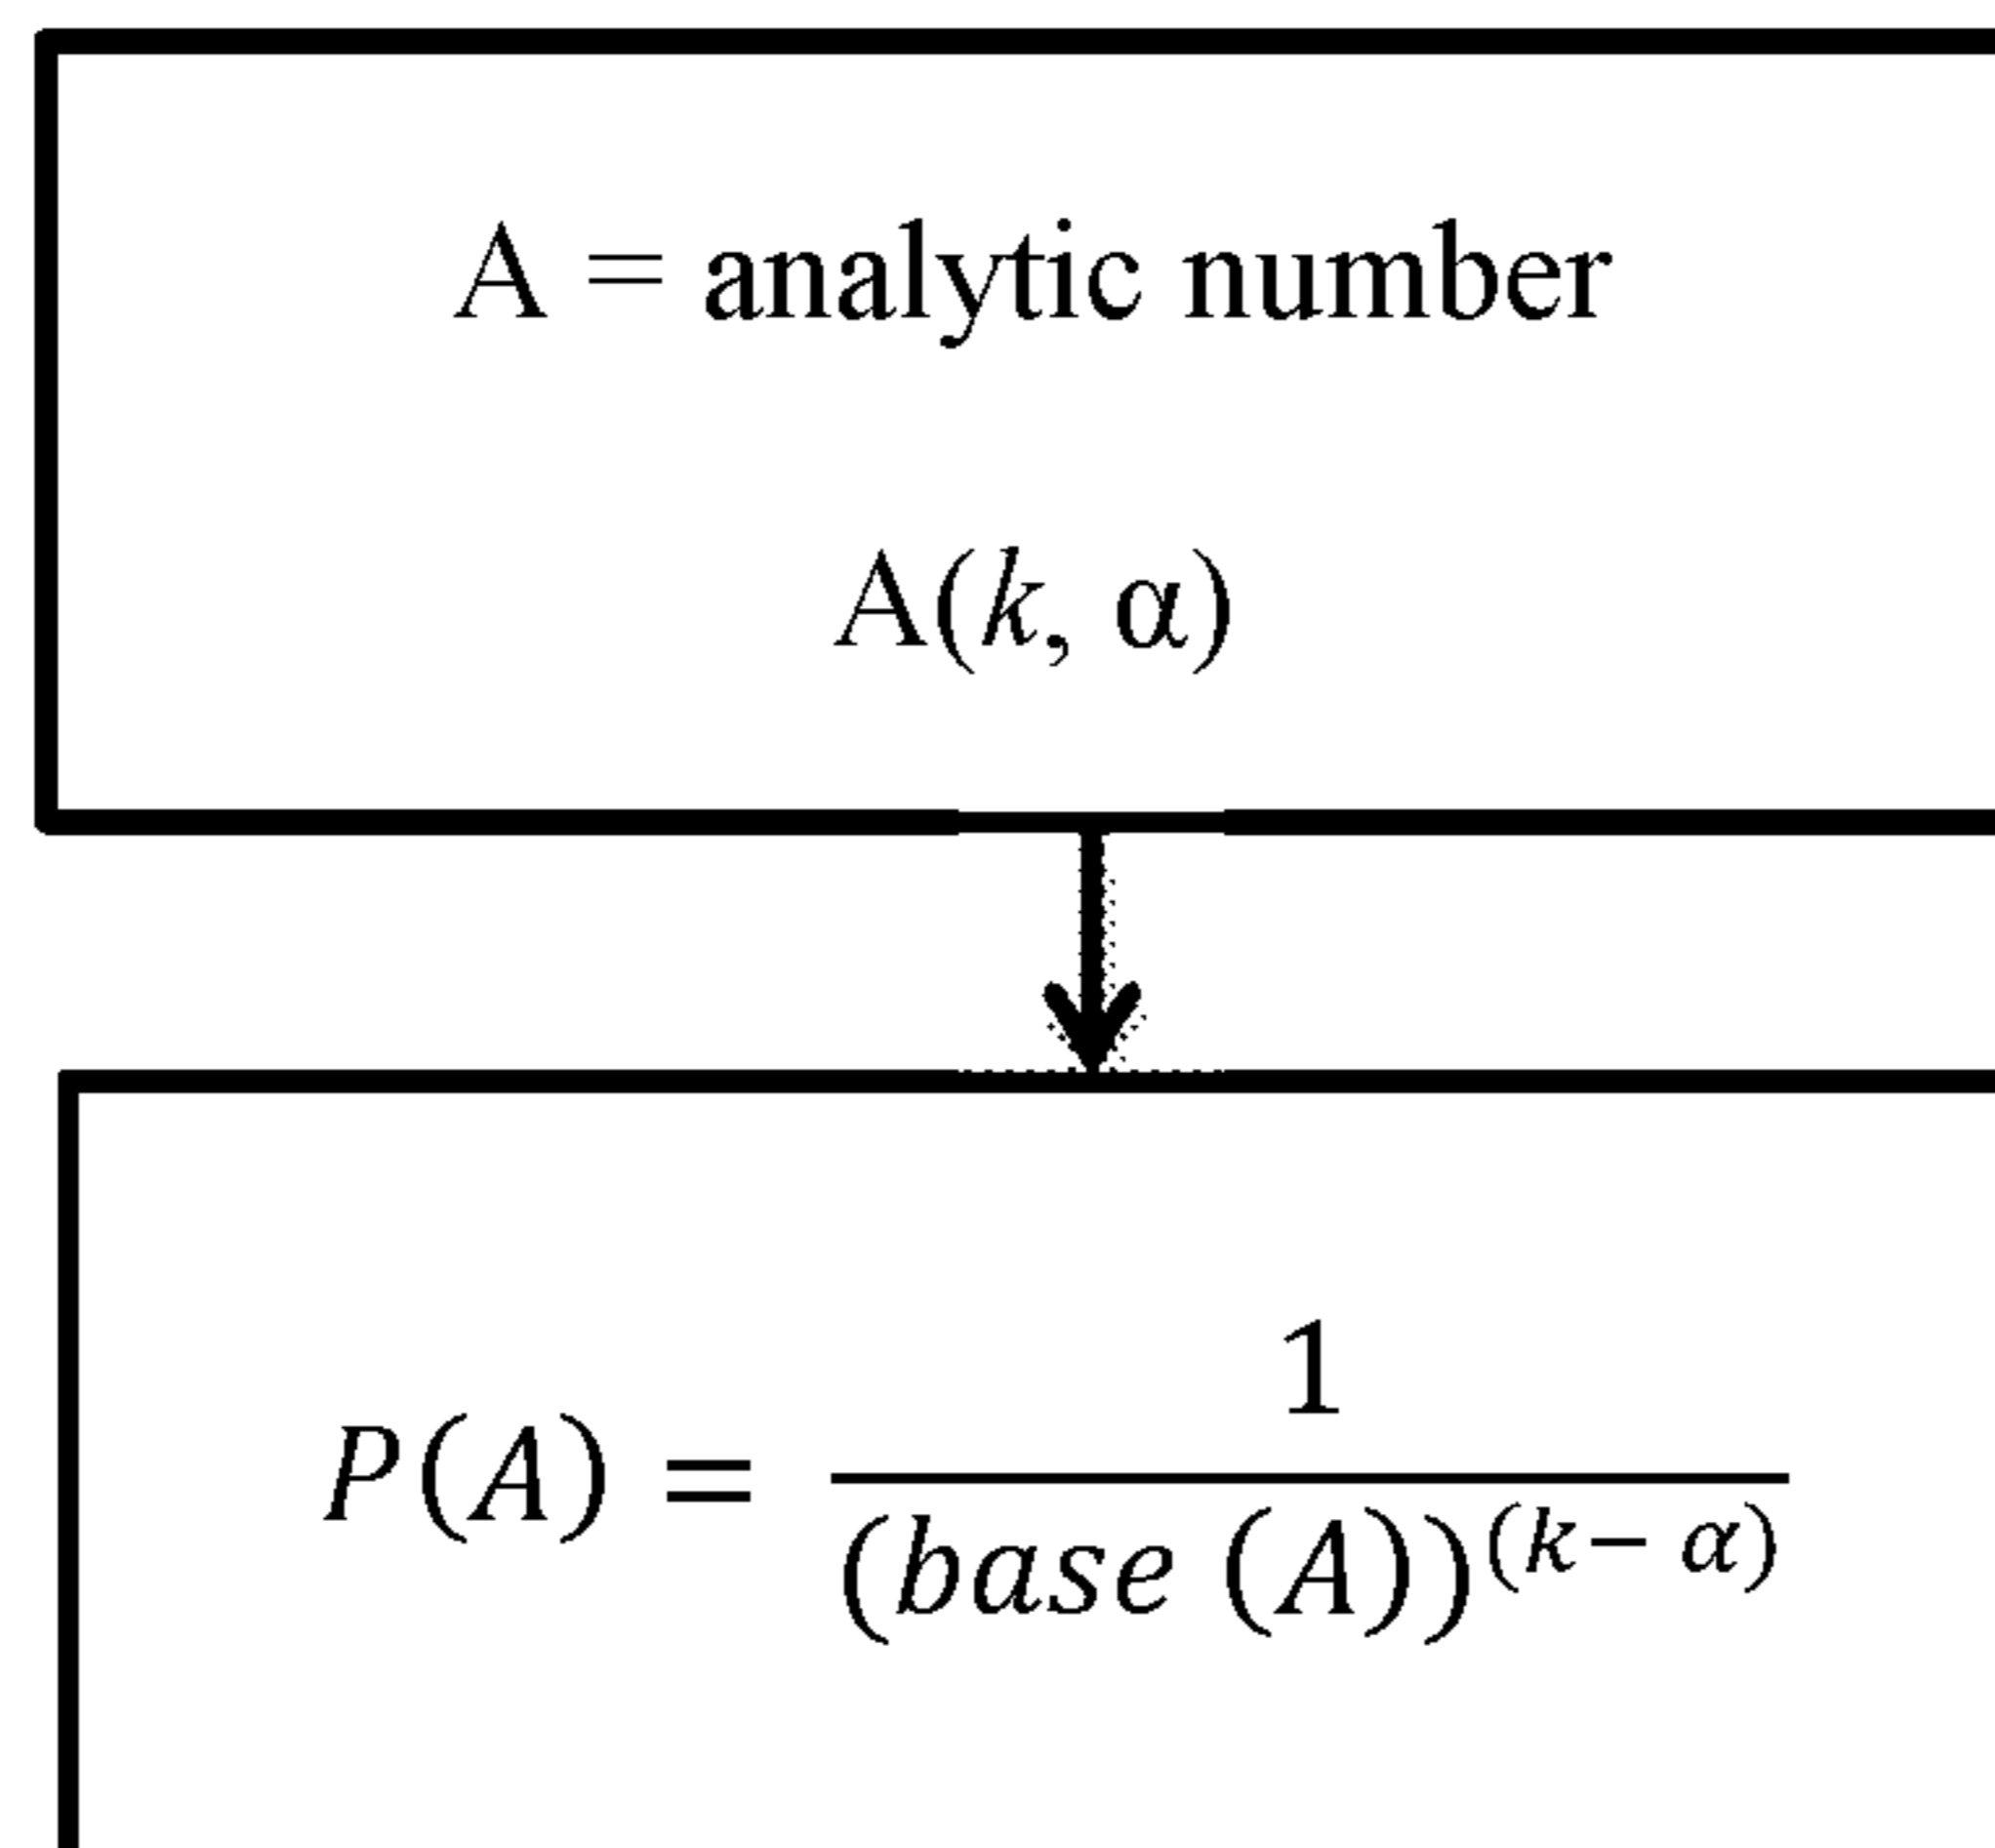 A = analytic number
A(k, α)
P(A) = 1 / (base (A))^(k− α)